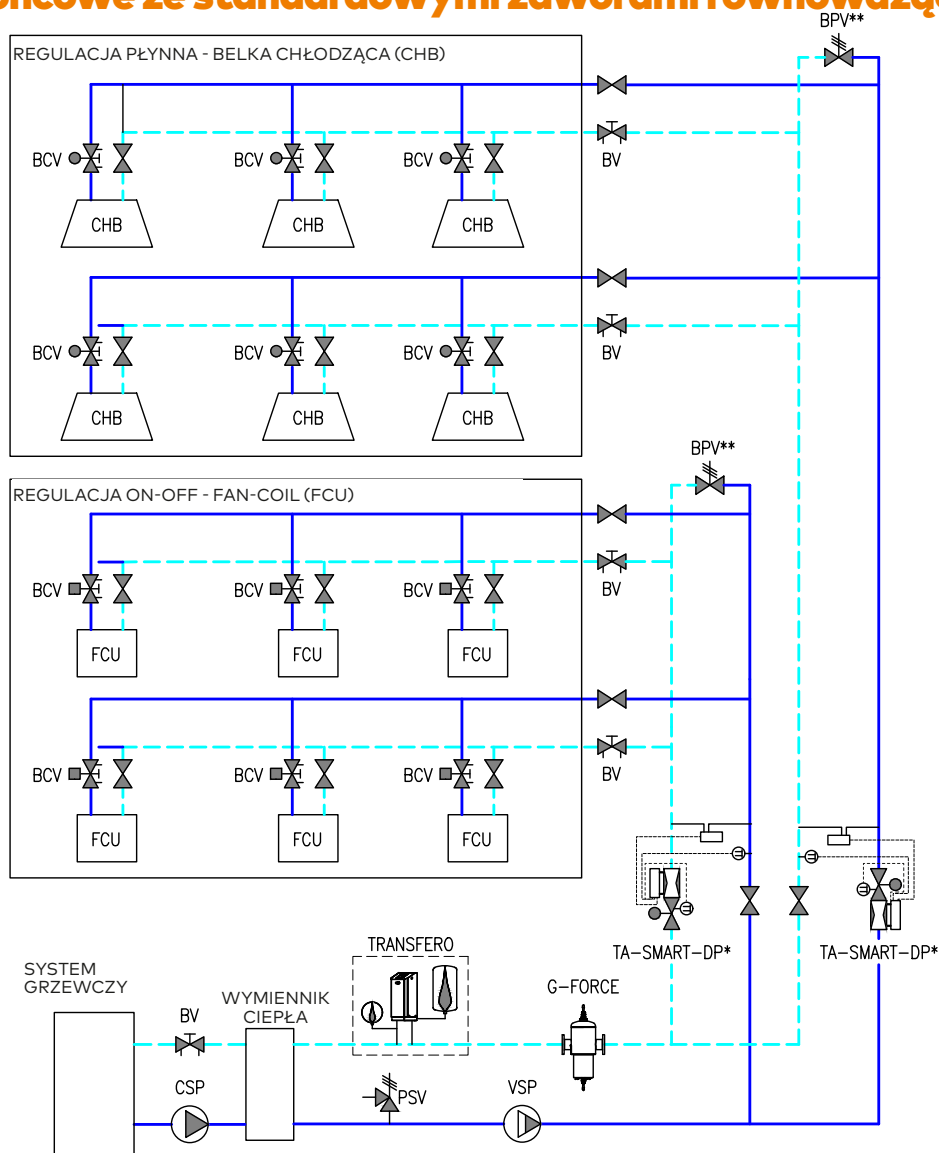 ze standardowymi zaworami
BPV**
REGULACJA PŁYNNA - BELKA CHŁODZĄCA (CHB)
BCV BCV BCV BV
CHB CHB CHB
BCV BCV BCV BV
CHB CHB CHB
BPV**
REGULACJA ON-OFF - FAN-COIL (FCU)
BCV BCV BCV BV
FCU FCU FCU
BCV BCV BCV BV
FCU FCU FCU
TA-SMART-DP* TA-SMART-DP*
TRANSFERO
SYSTEM
GRZEWCZY
G-FORCE
WYMIENNIK
CIEPŁA
BV
CSP
PSV
VSP